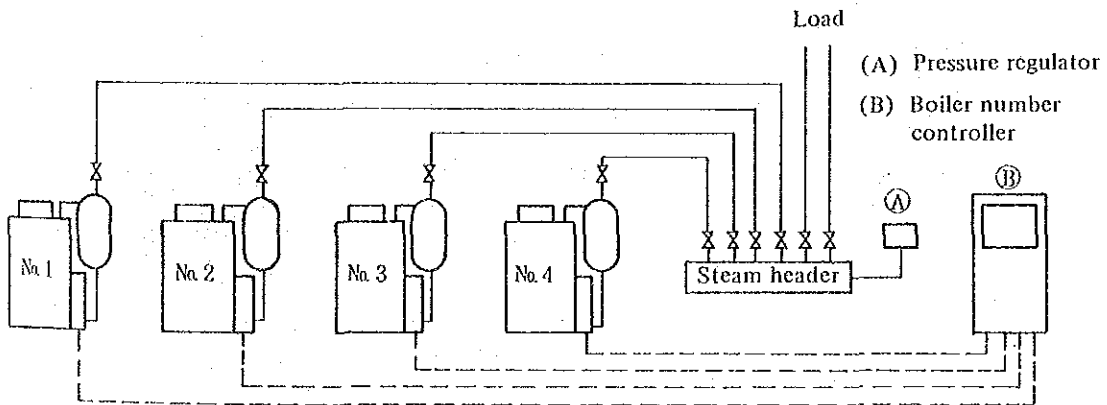 Load
(A) Pressure regulator
(B) Boiler number
controller
Ⓑ
Ⓐ
No. 1
No. 2
No. 3
No. 4
Steam header